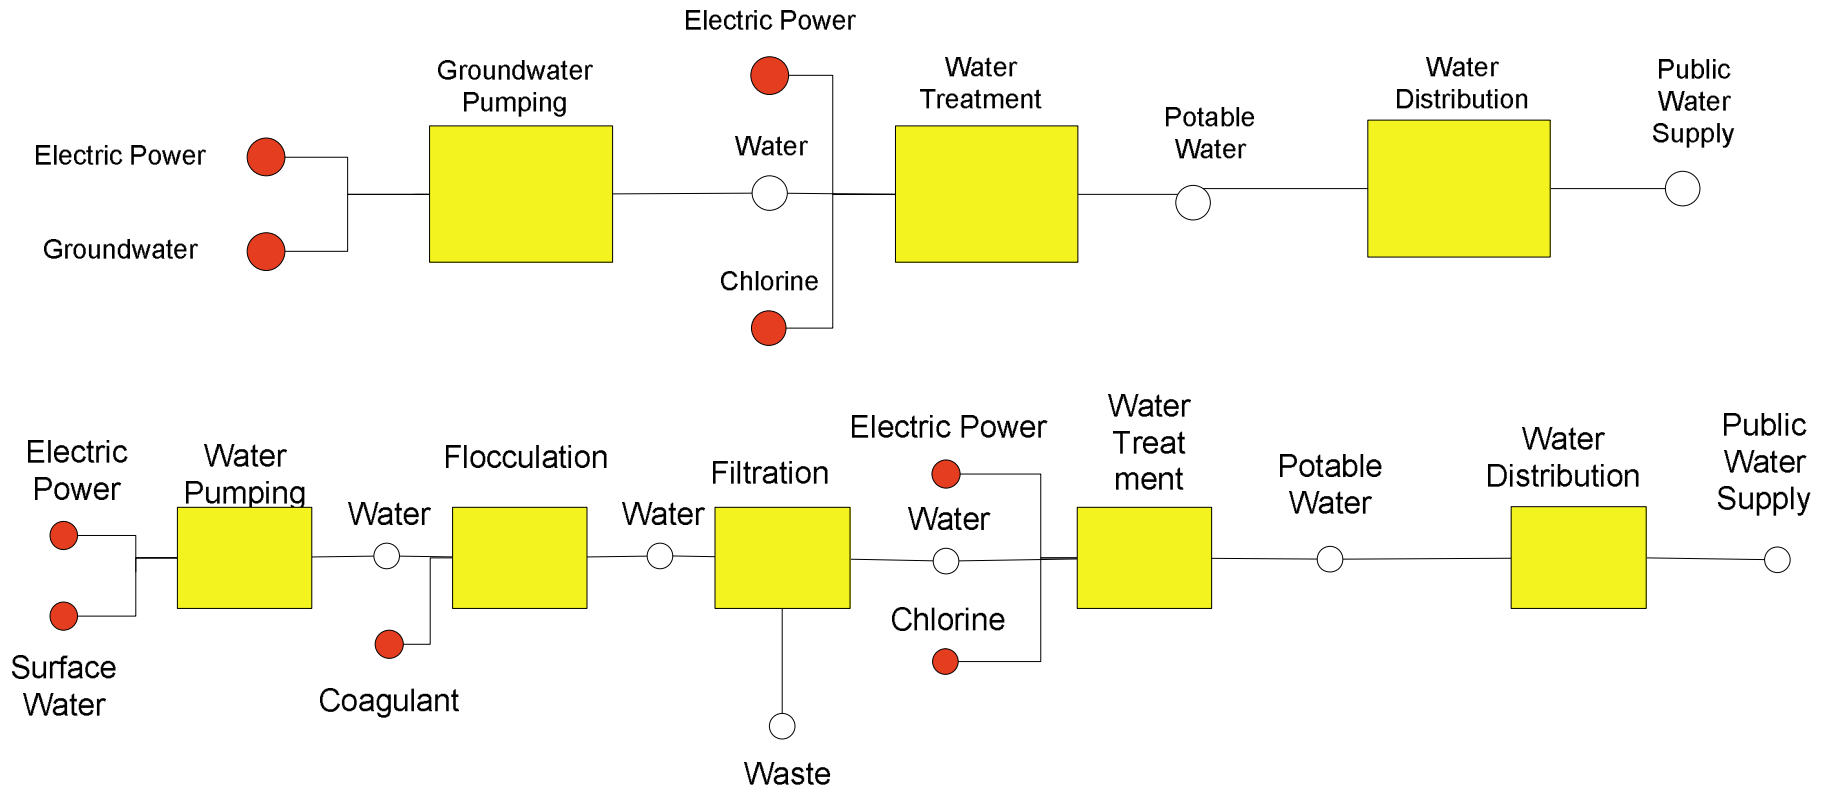 Electric Power
Groundwater
Pumping
Water
Treatment
Water
Distribution
Public
Water
Supply
Potable
Water
Electric Power
Water
Groundwater
Chlorine
Electric Power
Water
Treat
ment
Public
Water
Supply
Electric
Power
Water
Pumping
Flocculation
Filtration
Potable
Water
Water
Distribution
Water
Water
Water
Chlorine
Surface
Water
Coagulant
Waste